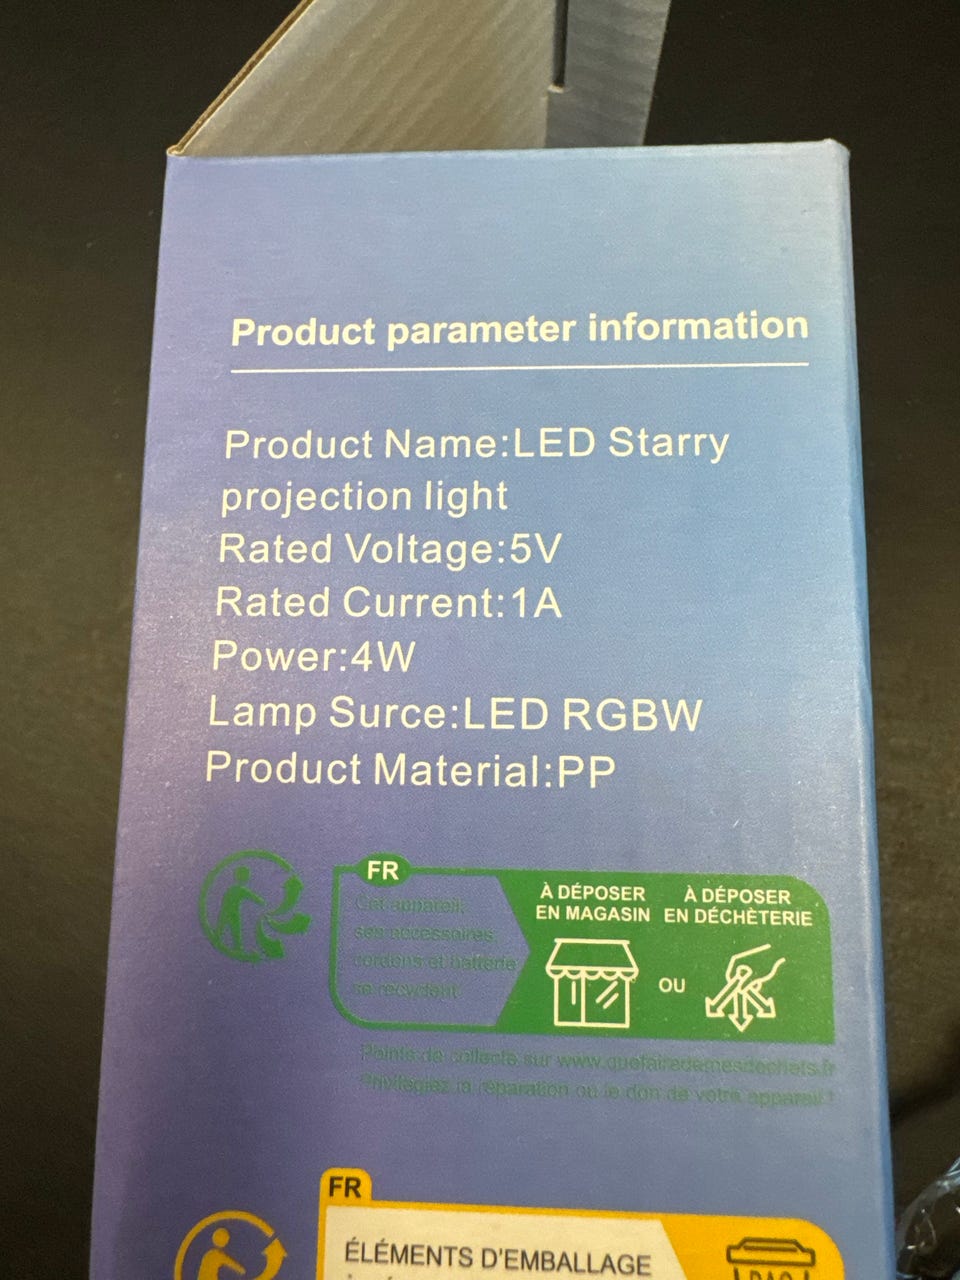 Product parameter information
Product Name:LED Starry
projection light
Rated Voltage:5V
Rated Current:1A
Power:4W
Lamp Surce:LED RGBW
Product Material:PP
FR
Cet appareil,
ses accessoires,
cordons et batterie
se recyclent
À DÉPOSER
EN MAGASIN
OU
À DÉPOSER
EN DÉCHÈTERIE
Points de collecte sur www.quefairedemesdechets.fr
Privilégiez la réparation ou le don de votre appareil !
FR
ÉLÉMENTS D'EMBALLAGE